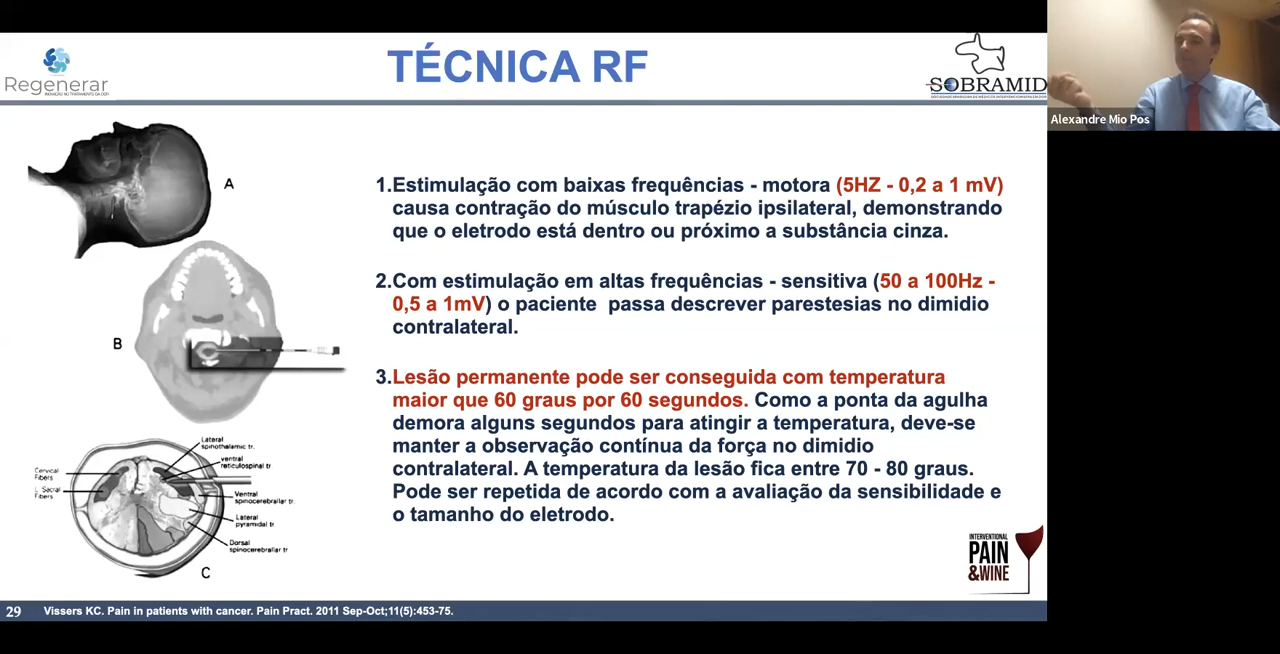 Regenerar
TÉCNICA RF
SOBRAMID
Alexandre Mio Pos
A
B
Lateral
spinothalamic tr.
ventral
reticulospinal tr
Cervical
Fibers
L Sacral
Fibers
Ventral
spinocerebrallar tr
Lateral
pyramidal tr
Dorsal
spinocerebrallar tr
C
1.Estimulação com baixas frequências - motora (5HZ - 0,2 a 1 mV)
causa contração do músculo trapézio ipsilateral, demonstrando
que o eletrodo está dentro ou próximo a substância cinza.
2.Com estimulação em altas frequências - sensitiva (50 a 100Hz -
0,5 a 1mV) o paciente passa descrever parestesias no dimidio
contralateral.
3.Lesão permanente pode ser conseguida com temperatura
maior que 60 graus por 60 segundos. Como a ponta da agulha
demora alguns segundos para atingir a temperatura, deve-se
manter a observação contínua da força no dimidio
contralateral. A temperatura da lesão fica entre 70 - 80 graus.
Pode ser repetida de acordo com a avaliação da sensibilidade e
o tamanho do eletrodo.
INTERVENTIONAL
PAIN
&WINE
29 Vissers KC. Pain in patients with cancer. Pain Pract. 2011 Sep-Oct;11(5):453-75.